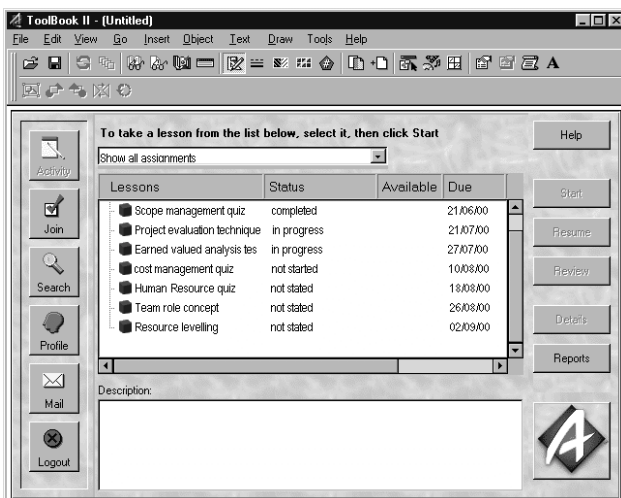 ToolBook II - (Untitled)
File Edit View Go Insert Object Text Draw Tools Help
To take a lesson from the list below, select it, then click Start
Help
Show all assignments
Activity
Lessons Status Available Due
Start
Scope management quiz completed 21/06/00
Join
Project evaluation technique in progress 21/07/00
Resume
Earned valued analysis tes in progress 27/07/00
cost management quiz not started 10/08/00
Review
Search
Human Resource quiz not stated 18/08/00
Team role concept not stated 26/08/00
Details
Resource levelling not stated 02/09/00
Profile
Reports
Description:
Mail
Logout